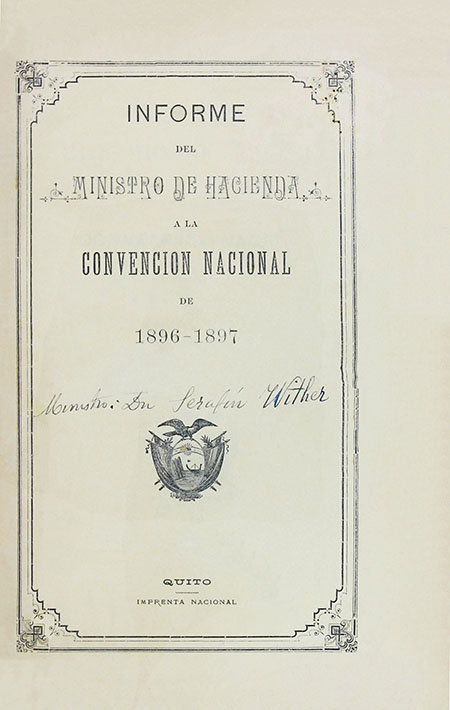 INFORME
DEL
MINISTRO DE HACIENDA
A LA
CONVENCION NACIONAL
DE
1896-1897
Ministro: Dn Serafín Wither
QUITO
IMPRENTA NACIONAL